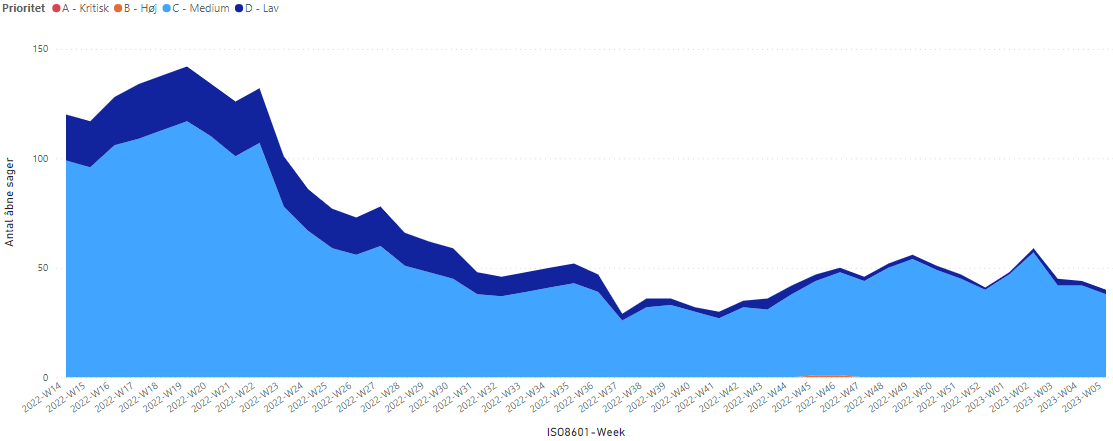 Prioritet A - Kritisk B - Høj C - Medium D - Lav
150
100
50
0
Antal åbne sager
2022-W14 2022-W15 2022-W16 2022-W17 2022-W18 2022-W19 2022-W20 2022-W21 2022-W22 2022-W23 2022-W24 2022-W25 2022-W26 2022-W27 2022-W28 2022-W29 2022-W30 2022-W31 2022-W32 2022-W33 2022-W34 2022-W35 2022-W36 2022-W37 2022-W38 2022-W39 2022-W40 2022-W41 2022-W42 2022-W43 2022-W44 2022-W45 2022-W46 2022-W47 2022-W48 2022-W49 2022-W50 2022-W51 2022-W52 2023-W01 2023-W02 2023-W03 2023-W04 2023-W05
ISO8601-Week